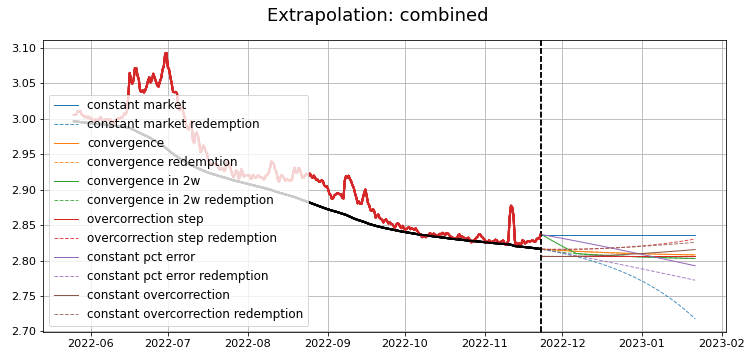 Extrapolation: combined
3.10
3.05
3.00
2.95
2.90
2.85
2.80
2.75
2.70
constant market
constant market redemption
convergence
convergence redemption
convergence in 2w
convergence in 2w redemption
overcorrection step
overcorrection step redemption
constant pct error
constant pct error redemption
constant overcorrection
constant overcorrection redemption
2022-06 2022-07 2022-08 2022-09 2022-10 2022-11 2022-12 2023-01 2023-02